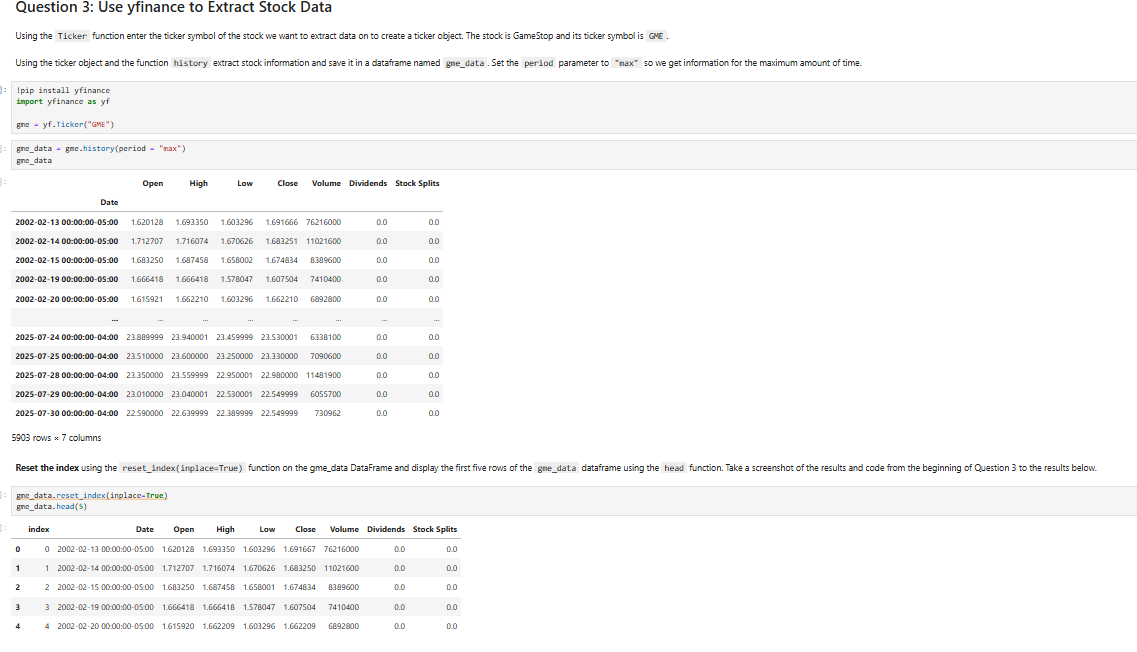 Question 3: Use yfinance to Extract Stock Data
Using the Ticker function enter the ticker symbol of the stock we want to extract data on to create a ticker object. The stock is GameStop and its ticker symbol is GME .
Using the ticker object and the function history extract stock information and save it in a dataframe named gme_data . Set the period parameter to "max" so we get information for the maximum amount of time.
]:
!pip install yfinance
import yfinance as yf
gme = yf.Ticker("GME")
]:
gme_data = gme.history(period = "max")
gme_data
]:
Open High Low Close Volume Dividends Stock Splits
Date
2002-02-13 00:00:00-05:00 1.620128 1.693350 1.603296 1.691666 76216000 0.0 0.0
2002-02-14 00:00:00-05:00 1.712707 1.716074 1.670626 1.683251 11021600 0.0 0.0
2002-02-15 00:00:00-05:00 1.683250 1.687458 1.658002 1.674834 8389600 0.0 0.0
2002-02-19 00:00:00-05:00 1.666418 1.666418 1.578047 1.607504 7410400 0.0 0.0
2002-02-20 00:00:00-05:00 1.615921 1.662210 1.603296 1.662210 6892800 0.0 0.0
... ... ... ... ... ... ... ...
2025-07-24 00:00:00-04:00 23.889999 23.940001 23.459999 23.530001 6338100 0.0 0.0
2025-07-25 00:00:00-04:00 23.510000 23.600000 23.250000 23.330000 7090600 0.0 0.0
2025-07-28 00:00:00-04:00 23.350000 23.559999 22.950001 22.980000 11481900 0.0 0.0
2025-07-29 00:00:00-04:00 23.010000 23.040001 22.530001 22.549999 6055700 0.0 0.0
2025-07-30 00:00:00-04:00 22.590000 22.639999 22.389999 22.549999 730962 0.0 0.0
5903 rows × 7 columns
Reset the index using the reset_index(inplace=True) function on the gme_data DataFrame and display the first five rows of the gme_data dataframe using the head function. Take a screenshot of the results and code from the beginning of Question 3 to the results below.
]:
gme_data.reset_index(inplace=True)
gme_data.head(5)
]:
index Date Open High Low Close Volume Dividends Stock Splits
0 0 2002-02-13 00:00:00-05:00 1.620128 1.693350 1.603296 1.691667 76216000 0.0 0.0
1 1 2002-02-14 00:00:00-05:00 1.712707 1.716074 1.670626 1.683250 11021600 0.0 0.0
2 2 2002-02-15 00:00:00-05:00 1.683250 1.687458 1.658001 1.674834 8389600 0.0 0.0
3 3 2002-02-19 00:00:00-05:00 1.666418 1.666418 1.578047 1.607504 7410400 0.0 0.0
4 4 2002-02-20 00:00:00-05:00 1.615920 1.662209 1.603296 1.662209 6892800 0.0 0.0